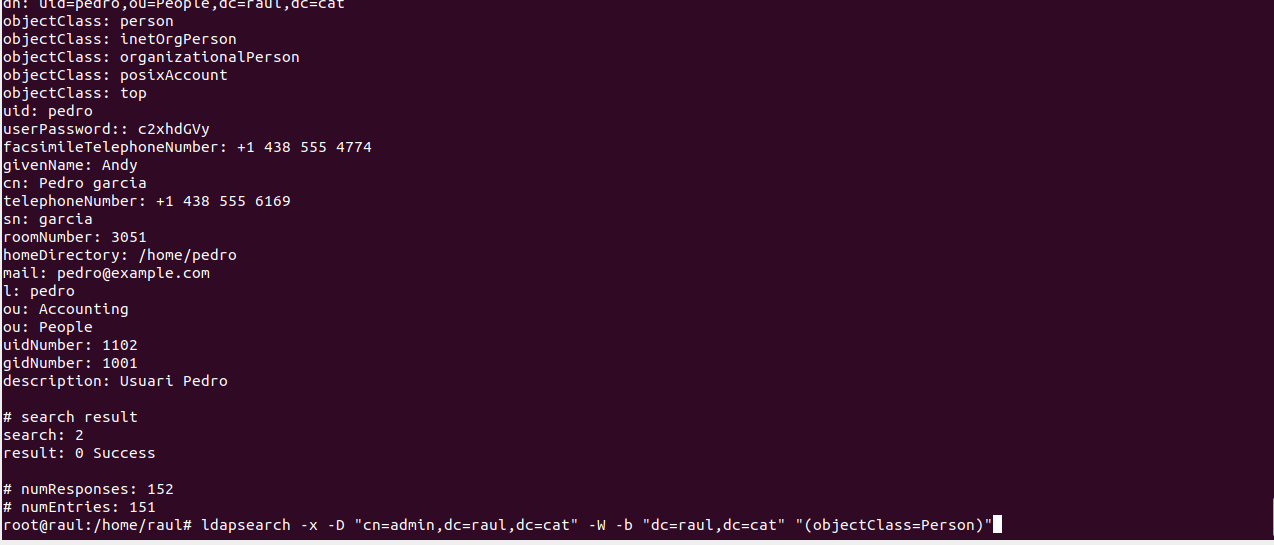 dn: uid=pedro,ou=People,dc=raul,dc=cat
objectClass: person
objectClass: inetOrgPerson
objectClass: organizationalPerson
objectClass: posixAccount
objectClass: top
uid: pedro
userPassword:: c2xhdGVy
facsimileTelephoneNumber: +1 438 555 4774
givenName: Andy
cn: Pedro garcia
telephoneNumber: +1 438 555 6169
sn: garcia
roomNumber: 3051
homeDirectory: /home/pedro
mail: pedro@example.com
l: pedro
ou: Accounting
ou: People
uidNumber: 1102
gidNumber: 1001
description: Usuari Pedro
# search result
search: 2
result: 0 Success
# numResponses: 152
# numEntries: 151
root@raul:/home/raul# ldapsearch -x -D "cn=admin,dc=raul,dc=cat" -W -b "dc=raul,dc=cat" "(objectClass=Person)"